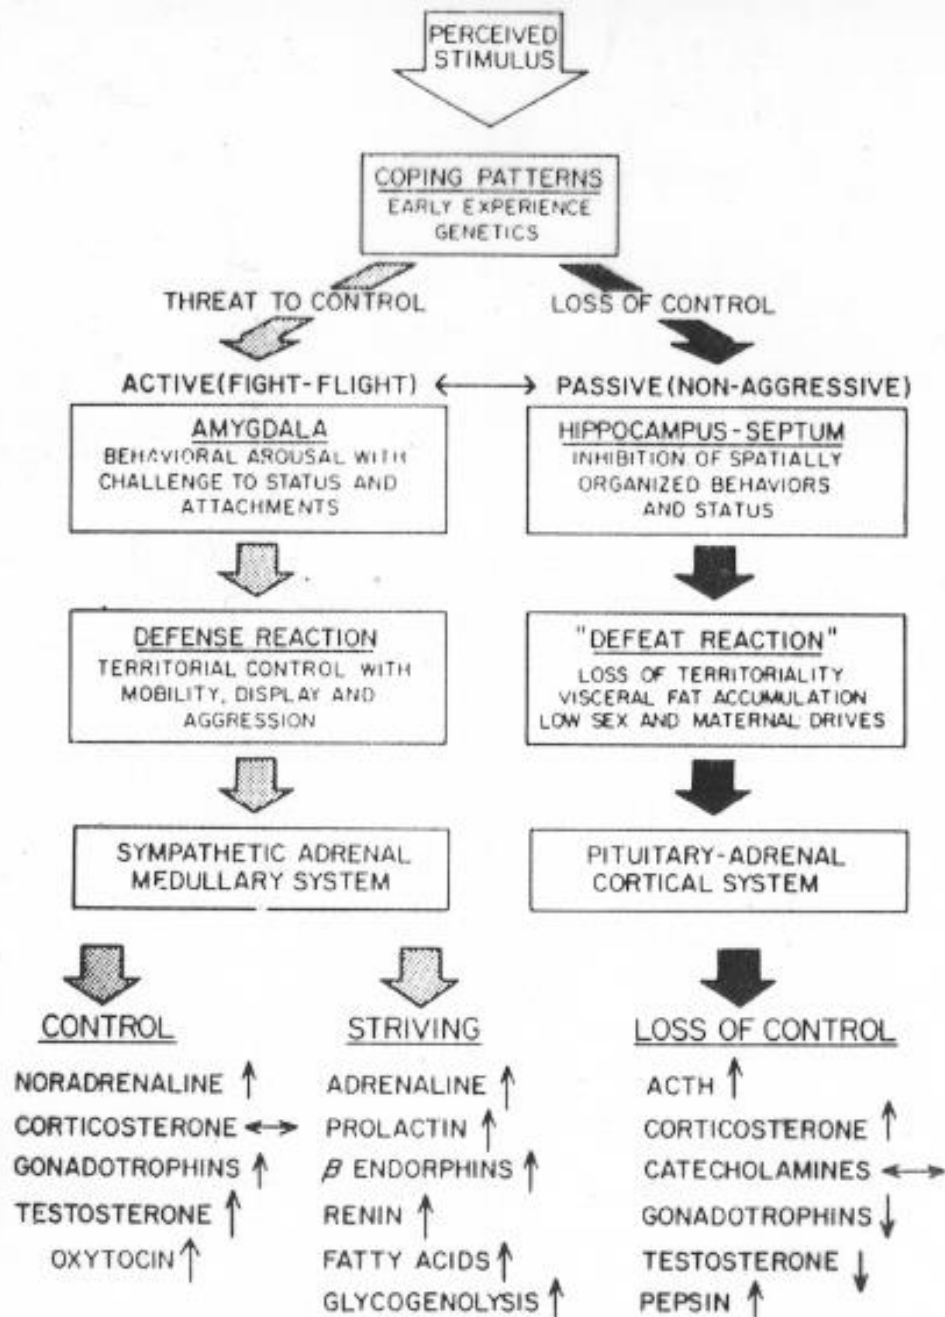 PERCEIVED
STIMULUS
COPING PATTERNS
EARLY EXPERIENCE
GENETICS
THREAT TO CONTROL
LOSS OF CONTROL
ACTIVE(FIGHT-FLIGHT) ↔ PASSIVE(NON-AGGRESSIVE)
AMYGDALA
BEHAVIORAL AROUSAL WITH
CHALLENGE TO STATUS AND
ATTACHMENTS
HIPPOCAMPUS-SEPTUM
INHIBITION OF SPATIALLY
ORGANIZED BEHAVIORS
AND STATUS
DEFENSE REACTION
TERRITORIAL CONTROL WITH
MOBILITY, DISPLAY AND
AGGRESSION
"DEFEAT REACTION"
LOSS OF TERRITORIALITY
VISCERAL FAT ACCUMULATION
LOW SEX AND MATERNAL DRIVES
SYMPATHETIC ADRENAL
MEDULLARY SYSTEM
PITUITARY-ADRENAL
CORTICAL SYSTEM
CONTROL
NORADRENALINE ↑
CORTICOSTERONE ↔
GONADOTROPHINS ↑
TESTOSTERONE ↑
OXYTOCIN ↑
STRIVING
ADRENALINE ↑
PROLACTIN ↑
β ENDORPHINS ↑
RENIN ↑
FATTY ACIDS ↑
GLYCOGENOLYSIS ↑
LOSS OF CONTROL
ACTH ↑
CORTICOSTERONE ↑
CATECHOLAMINES ↔
GONADOTROPHINS ↓
TESTOSTERONE ↓
PEPSIN ↑